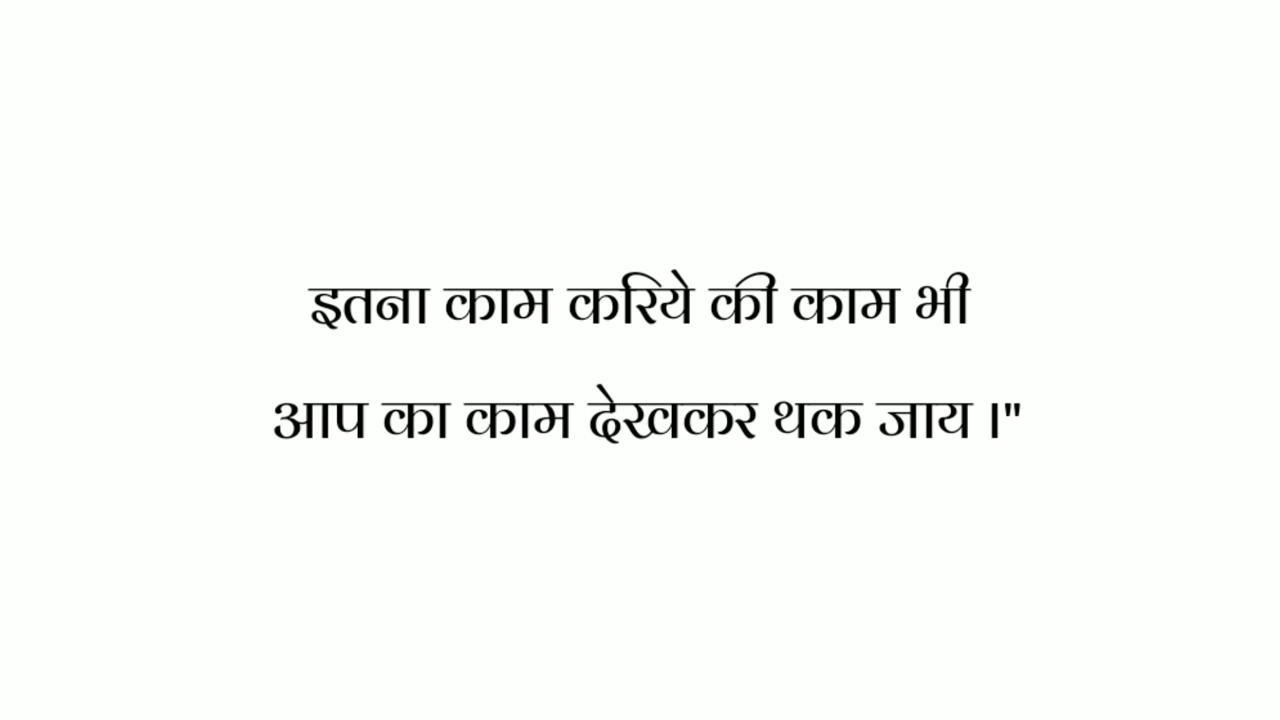 इतना काम करिये की काम भी
आप का काम देखकर थक जाय ।"